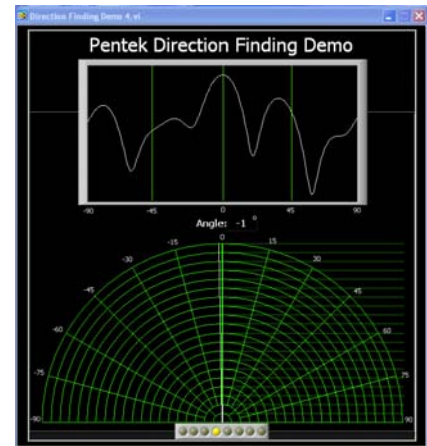 Direction Finding Demo 4.vi
Pentek Direction Finding Demo
-90 -45 0 45 90
Angle: -1 °
0
-15 15
-30 30
-45 45
-60 60
-75 75
-90 90